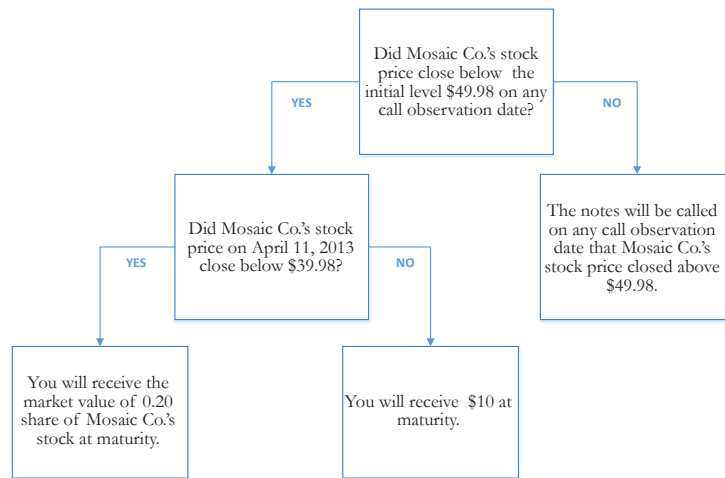 Did Mosaic Co.'s stock
price close below the
initial level $49.98 on any
call observation date?
YES
NO
Did Mosaic Co.'s stock
price on April 11, 2013
close below $39.98?
The notes will be called
on any call observation
date that Mosaic Co.'s
stock price closed above
$49.98.
YES
NO
You will receive the
market value of 0.20
share of Mosaic Co.'s
stock at maturity.
You will receive $10 at
maturity.